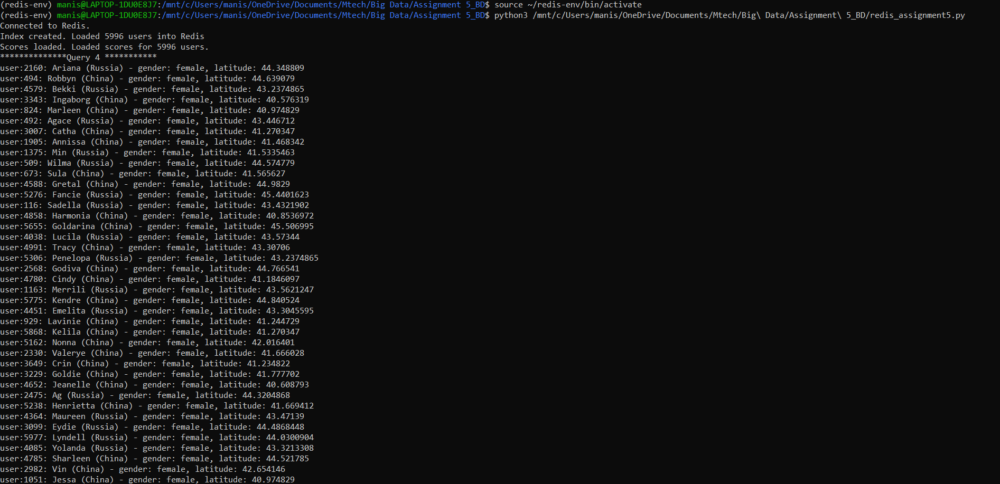 (redis-env) manis@LAPTOP-1DU0E8J7:/mnt/c/Users/manis/OneDrive/Documents/Mtech/Big Data/Assignment 5_BD$ source ~/redis-env/bin/activate
(redis-env) manis@LAPTOP-1DU0E8J7:/mnt/c/Users/manis/OneDrive/Documents/Mtech/Big Data/Assignment 5_BD$ python3 /mnt/c/Users/manis/OneDrive/Documents/Mtech/Big\ Data/Assignment\ 5_BD/redis_assignment5.py
Connected to Redis.
Index created. Loaded 5996 users into Redis
Scores loaded. Loaded scores for 5996 users.
**************Query 4 ***********
user:2160: Ariana (Russia) - gender: female, latitude: 44.348809
user:494: Robbyn (China) - gender: female, latitude: 44.639079
user:4579: Bekki (Russia) - gender: female, latitude: 43.2374865
user:3343: Ingaborg (China) - gender: female, latitude: 40.576319
user:824: Marleen (China) - gender: female, latitude: 40.974829
user:492: Agace (Russia) - gender: female, latitude: 43.446712
user:3007: Catha (China) - gender: female, latitude: 41.270347
user:1905: Annissa (China) - gender: female, latitude: 41.468342
user:1375: Min (Russia) - gender: female, latitude: 41.5335463
user:509: Wilma (Russia) - gender: female, latitude: 44.574779
user:673: Sula (China) - gender: female, latitude: 41.565627
user:4588: Gretal (China) - gender: female, latitude: 44.9829
user:5276: Fancie (Russia) - gender: female, latitude: 45.4401623
user:116: Sadella (Russia) - gender: female, latitude: 43.4321902
user:4858: Harmonia (China) - gender: female, latitude: 40.8536972
user:5655: Goldarina (China) - gender: female, latitude: 45.506995
user:4038: Lucila (Russia) - gender: female, latitude: 43.57344
user:4991: Tracy (China) - gender: female, latitude: 43.30706
user:5306: Penelopa (Russia) - gender: female, latitude: 43.2374865
user:2568: Godiva (China) - gender: female, latitude: 44.766541
user:4780: Cindy (China) - gender: female, latitude: 41.1846097
user:1163: Merrili (Russia) - gender: female, latitude: 43.5621247
user:5775: Kendre (China) - gender: female, latitude: 44.840524
user:4451: Emelita (Russia) - gender: female, latitude: 43.3045595
user:929: Lavinie (China) - gender: female, latitude: 41.244729
user:5868: Kelila (China) - gender: female, latitude: 41.270347
user:5162: Nonna (China) - gender: female, latitude: 42.016401
user:2330: Valerye (China) - gender: female, latitude: 41.666028
user:3649: Crin (China) - gender: female, latitude: 41.234822
user:3229: Goldie (China) - gender: female, latitude: 41.777702
user:4652: Jeanelle (China) - gender: female, latitude: 40.608793
user:2475: Ag (Russia) - gender: female, latitude: 44.3204868
user:5238: Henrietta (China) - gender: female, latitude: 41.669412
user:4364: Maureen (Russia) - gender: female, latitude: 43.47139
user:3099: Eydie (Russia) - gender: female, latitude: 44.4868448
user:5977: Lyndell (Russia) - gender: female, latitude: 44.0300904
user:4085: Yolanda (Russia) - gender: female, latitude: 43.3213308
user:4785: Sharleen (China) - gender: female, latitude: 44.521785
user:2982: Vin (China) - gender: female, latitude: 42.654146
user:1051: Jessa (China) - gender: female, latitude: 40.974829